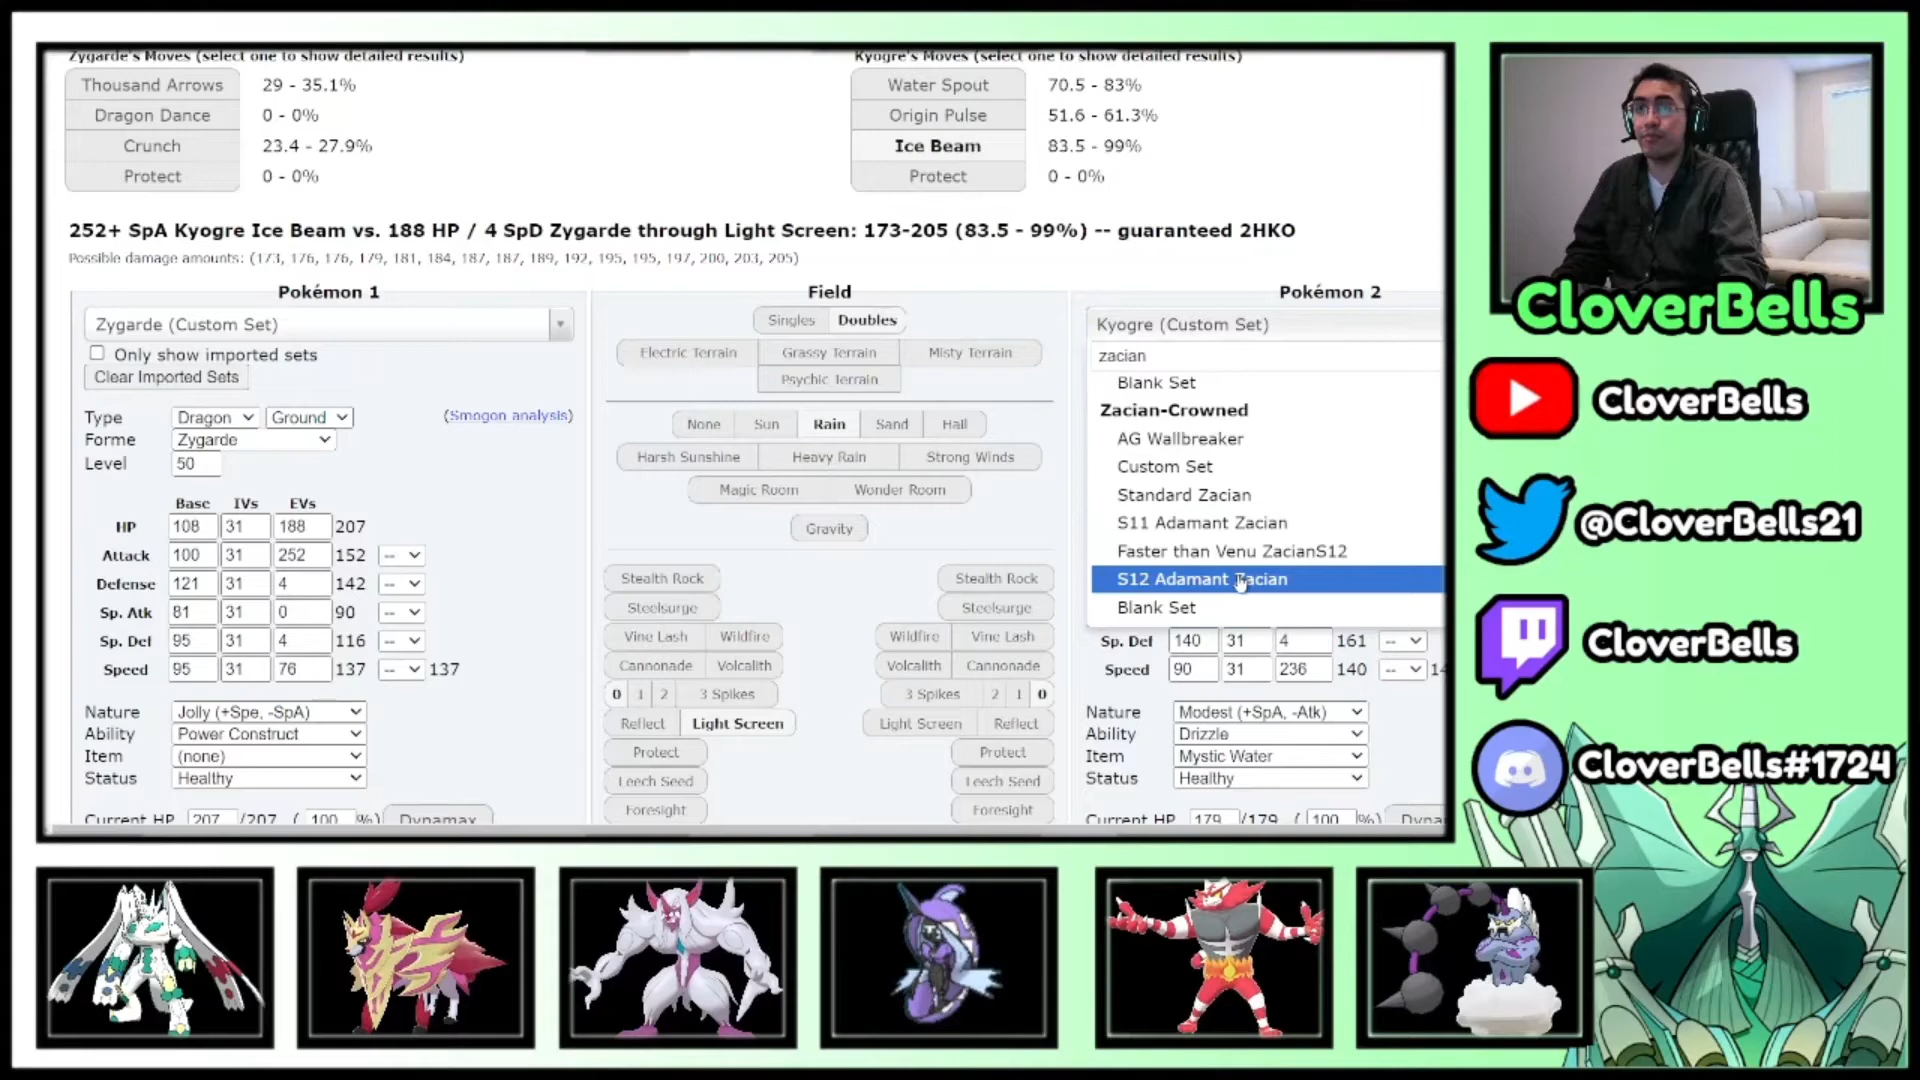 Zygarde's Moves (select one to show detailed results)
Thousand Arrows 29 - 35.1%
Dragon Dance 0 - 0%
Crunch 23.4 - 27.9%
Protect 0 - 0%
Kyogre's Moves (select one to show detailed results)
Water Spout 70.5 - 83%
Origin Pulse 51.6 - 61.3%
Ice Beam 83.5 - 99%
Protect 0 - 0%
252+ SpA Kyogre Ice Beam vs. 188 HP / 4 SpD Zygarde through Light Screen: 173-205 (83.5 - 99%) -- guaranteed 2HKO
Possible damage amounts: (173, 176, 176, 179, 181, 184, 187, 187, 189, 192, 195, 195, 197, 200, 203, 205)
Pokémon 1
Zygarde (Custom Set)
Only show imported sets
Clear Imported Sets
Type Dragon Ground (Smogon analysis)
Forme Zygarde
Level 50
Base IVs EVs
HP 108 31 188 207
Attack 100 31 252 152 --
Defense 121 31 4 142 --
Sp. Atk 81 31 0 90 --
Sp. Def 95 31 4 116 --
Speed 95 31 76 137 -- 137
Nature Jolly (+Spe, -SpA)
Ability Power Construct
Item (none)
Status Healthy
Current HP 207 /207 ( 100 %) Dynamax
Field
Singles Doubles
Electric Terrain Grassy Terrain Misty Terrain
Psychic Terrain
None Sun Rain Sand Hail
Harsh Sunshine Heavy Rain Strong Winds
Magic Room Wonder Room
Gravity
Stealth Rock Stealth Rock
Steelsurge Steelsurge
Vine Lash Wildfire Wildfire Vine Lash
Cannonade Volcalith Volcalith Cannonade
0 1 2 3 Spikes 3 Spikes 2 1 0
Reflect Light Screen Light Screen Reflect
Protect Protect
Leech Seed Leech Seed
Foresight Foresight
Pokémon 2
Kyogre (Custom Set)
zacian
Blank Set
Zacian-Crowned
AG Wallbreaker
Custom Set
Standard Zacian
S11 Adamant Zacian
Faster than Venu ZacianS12
S12 Adamant Zacian
Blank Set
Sp. Def 140 31 4 161 --
Speed 90 31 236 140 -- 14
Nature Modest (+SpA, -Atk)
Ability Drizzle
Item Mystic Water
Status Healthy
Current HP 179 /179 ( 100 %) Dyna
CloverBells
CloverBells
@CloverBells21
CloverBells
CloverBells#1724